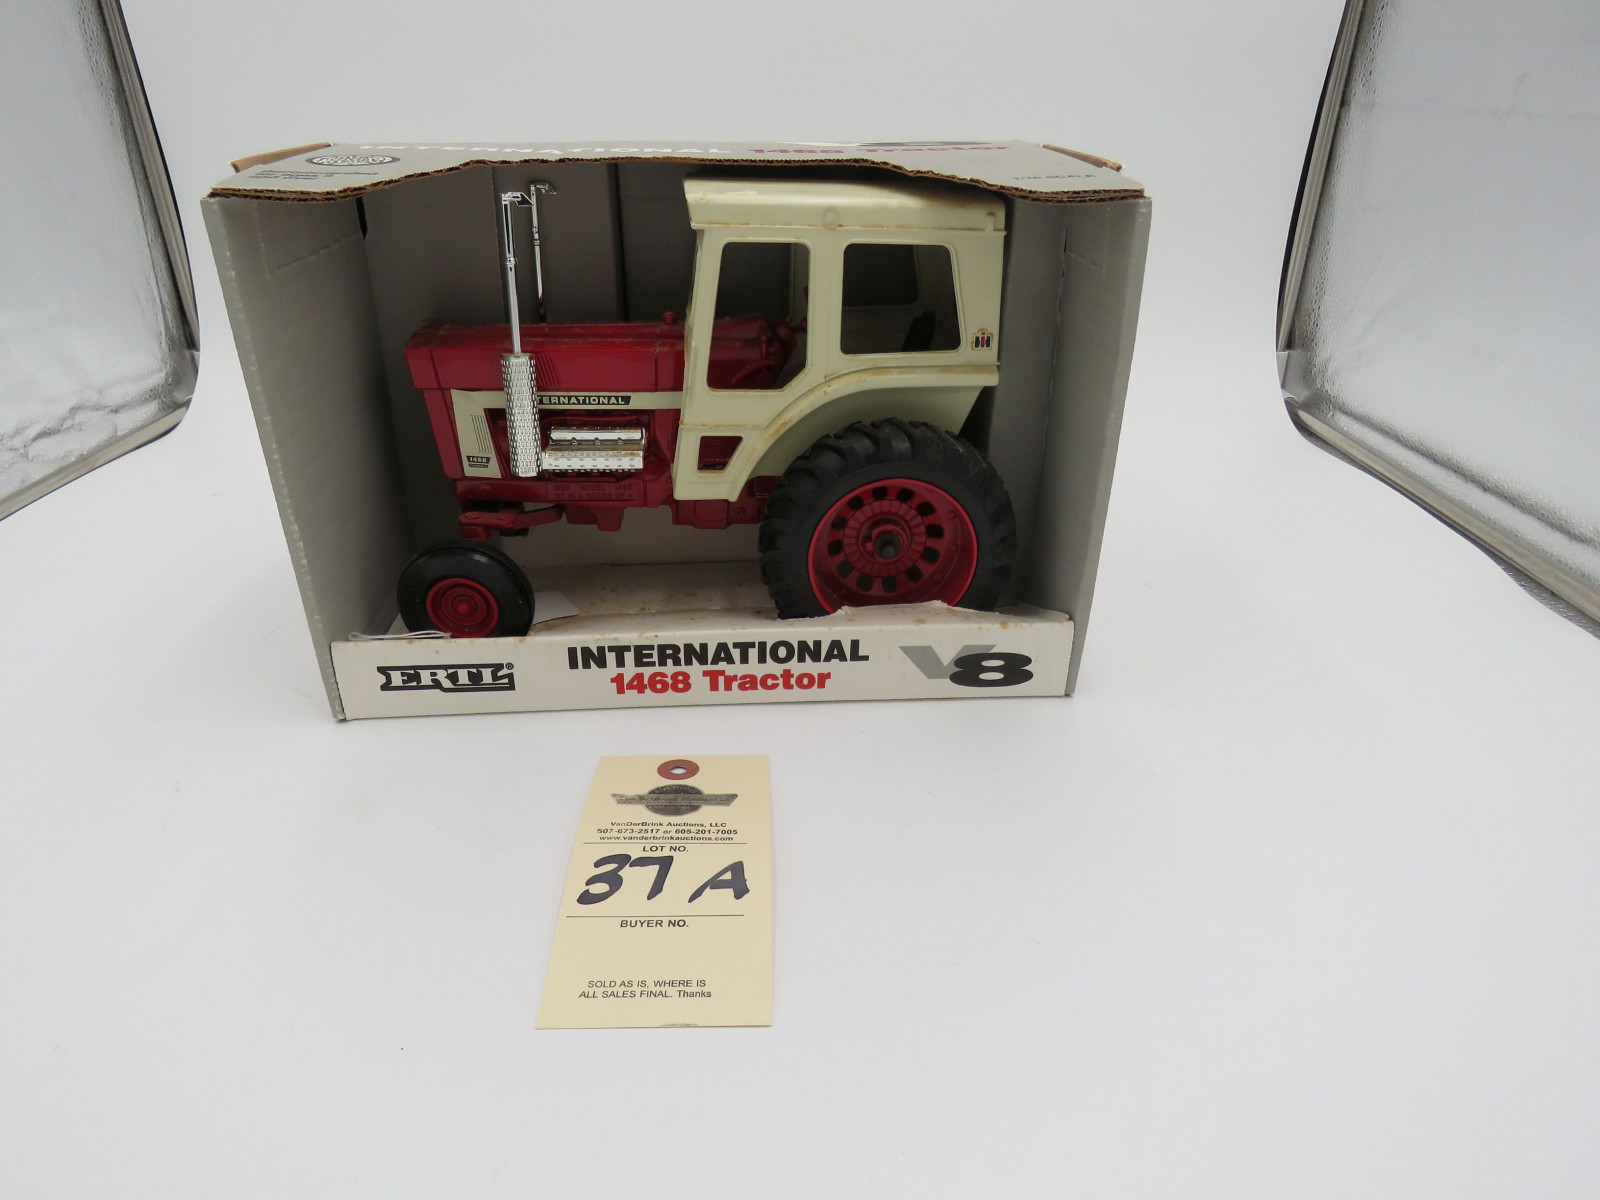 INTERNATIONAL 1468 Tractor
1/16 SCALE
TERNATIONAL
1468
ERTL®
INTERNATIONAL
1468 Tractor
V8
VanDerBrink Auctions, LLC
507-673-2517 or 605-201-7005
www.vanderbrinkauctions.com
LOT NO.
37A
BUYER NO.
SOLD AS IS, WHERE IS
ALL SALES FINAL. Thanks